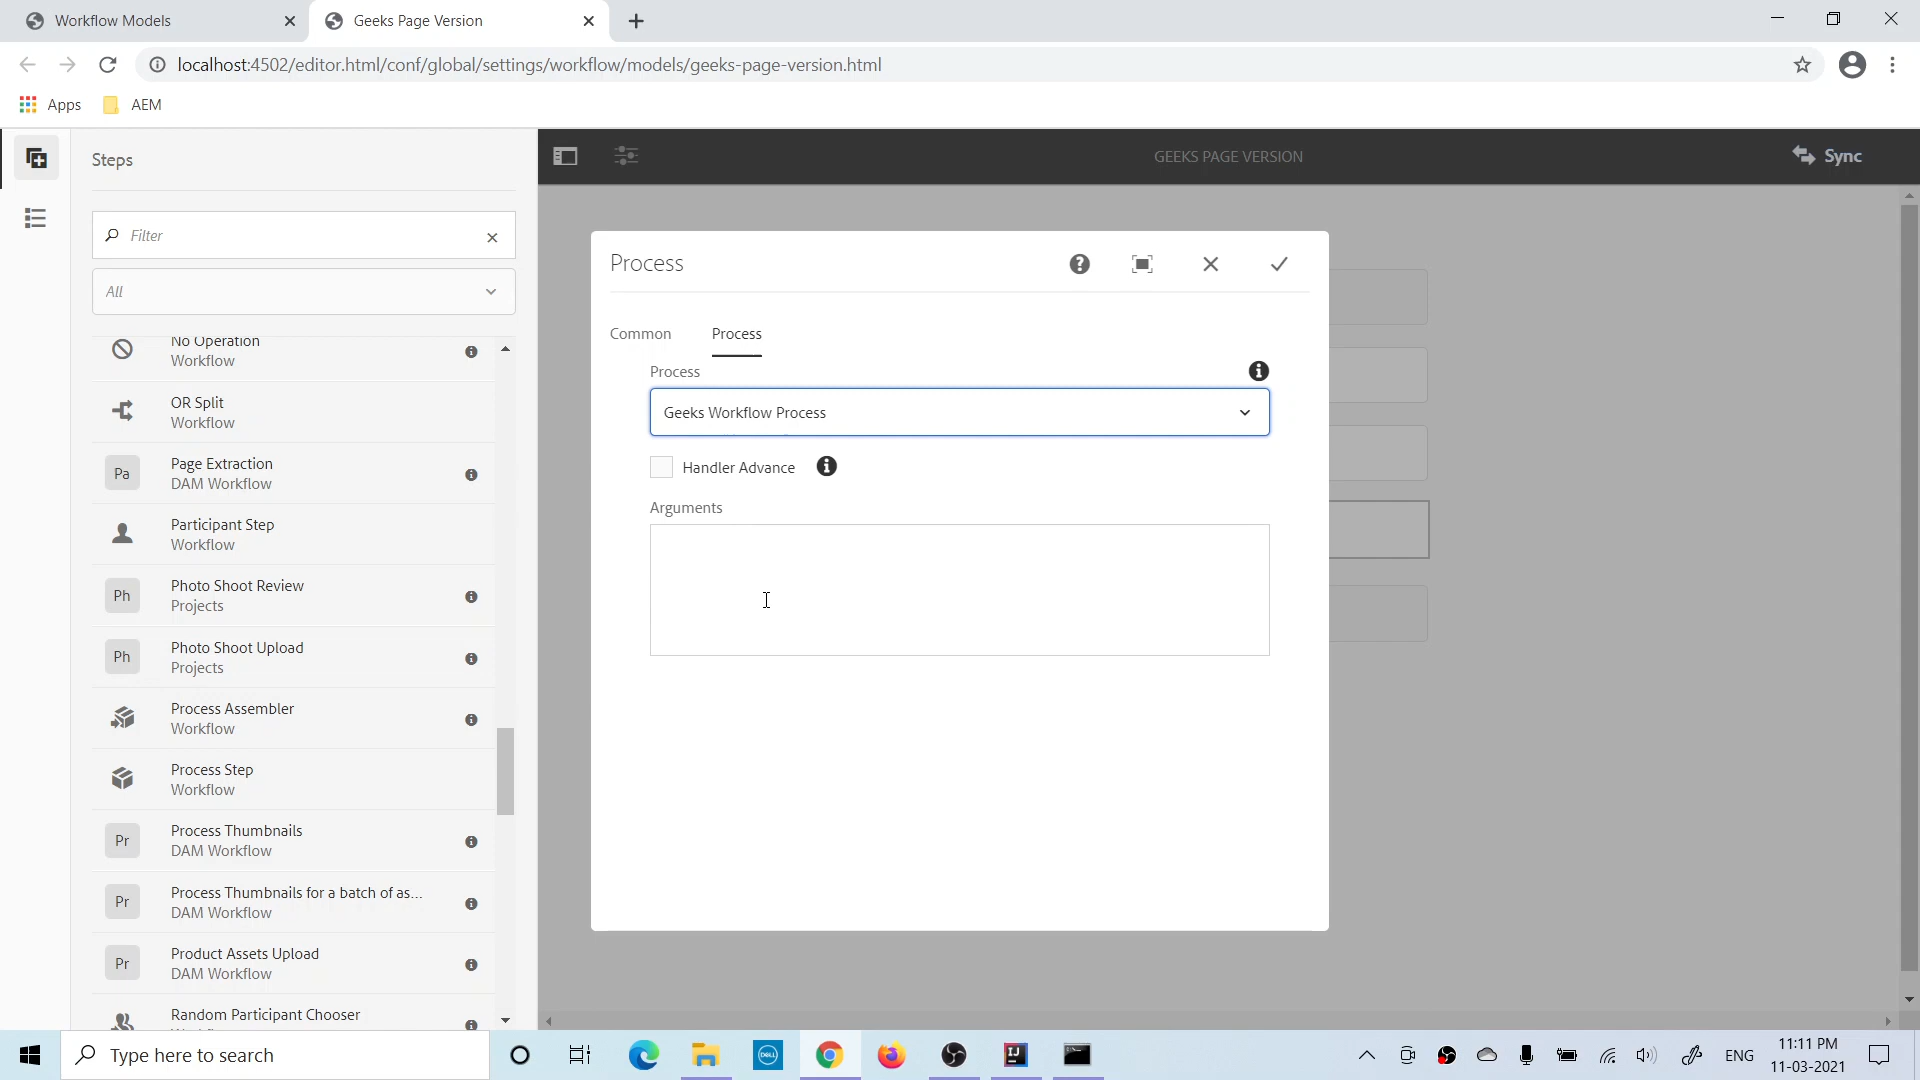 Workflow Models
Geeks Page Version
localhost:4502/editor.html/conf/global/settings/workflow/models/geeks-page-version.html
Apps
AEM
Steps
GEEKS PAGE VERSION
Sync
Filter
All
No Operation
Workflow
OR Split
Workflow
Pa
Page Extraction
DAM Workflow
Participant Step
Workflow
Ph
Photo Shoot Review
Projects
Ph
Photo Shoot Upload
Projects
Process Assembler
Workflow
Process Step
Workflow
Pr
Process Thumbnails
DAM Workflow
Pr
Process Thumbnails for a batch of as...
DAM Workflow
Pr
Product Assets Upload
DAM Workflow
Random Participant Chooser
Process
Common
Process
Process
Geeks Workflow Process
Handler Advance
Arguments
Type here to search
DELL
IJ
ENG
11:11 PM
11-03-2021